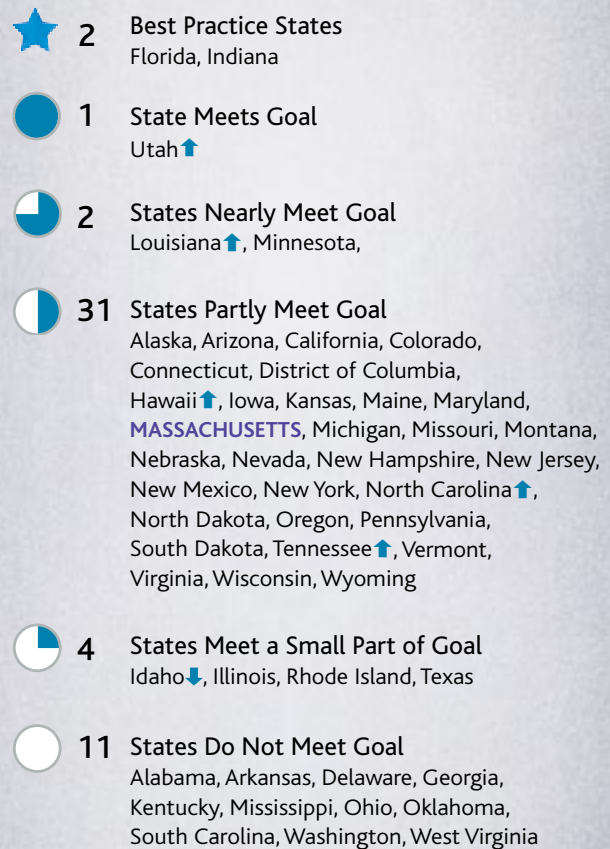 2 Best Practice States
Florida, Indiana
1 State Meets Goal
Utah⬆
2 States Nearly Meet Goal
Louisiana⬆, Minnesota,
31 States Partly Meet Goal
Alaska, Arizona, California, Colorado,
Connecticut, District of Columbia,
Hawaii⬆, Iowa, Kansas, Maine, Maryland,
MASSACHUSETTS, Michigan, Missouri, Montana,
Nebraska, Nevada, New Hampshire, New Jersey,
New Mexico, New York, North Carolina⬆,
North Dakota, Oregon, Pennsylvania,
South Dakota, Tennessee⬆, Vermont,
Virginia, Wisconsin, Wyoming
4 States Meet a Small Part of Goal
Idaho⬇, Illinois, Rhode Island, Texas
11 States Do Not Meet Goal
Alabama, Arkansas, Delaware, Georgia,
Kentucky, Mississippi, Ohio, Oklahoma,
South Carolina, Washington, West Virginia